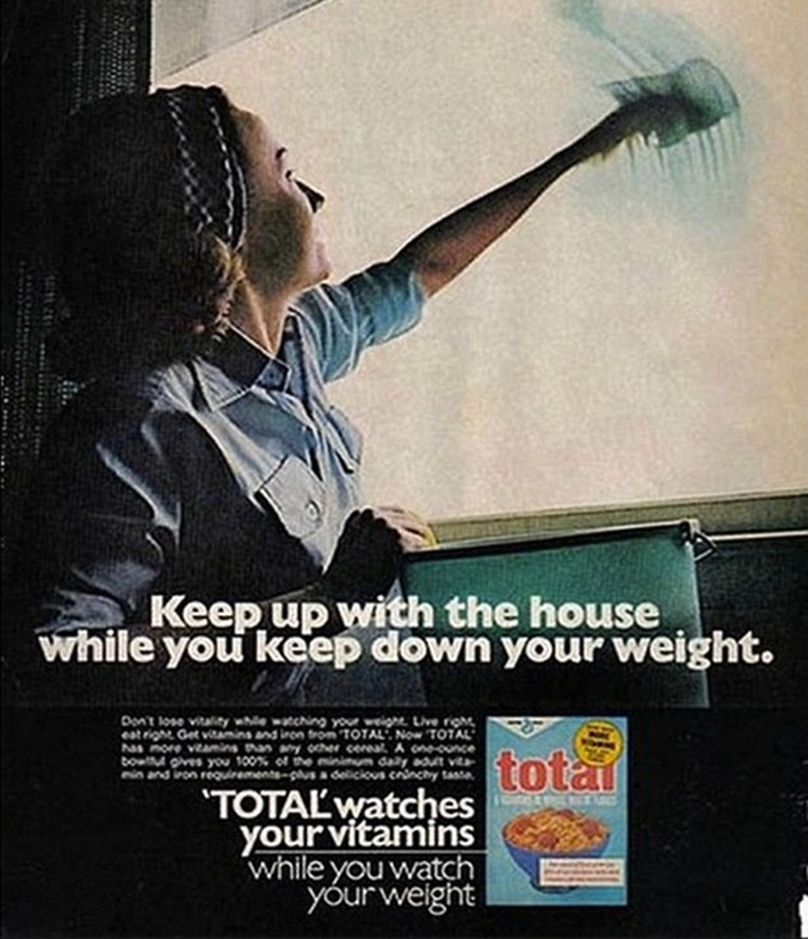 Keep up with the house
while you keep down your weight.
Don't lose vitality while watching your weight. Live right,
eat right. Get vitamins and iron from 'TOTAL'. Now 'TOTAL'
has more vitamins than any other cereal. A one-ounce
bowlful gives you 100% of the minimum daily adult vita-
min and iron requirements—plus a delicious crunchy taste.
'TOTAL' watches
your vitamins
while you watch
your weight
total